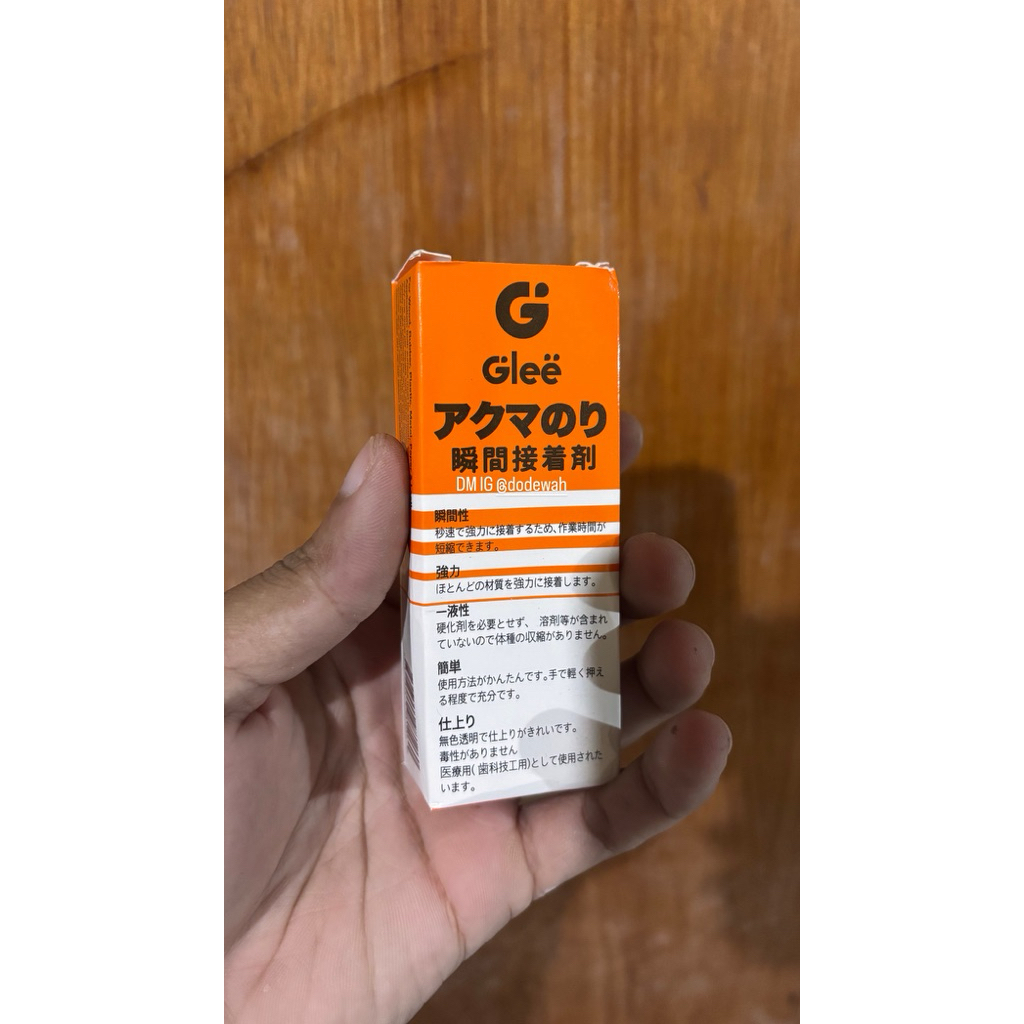 G
Gleë
アクマのり
瞬間接着剤
DM IG @dodewah
瞬間性
秒速で強力に接着するため、作業時間が
短縮できます。
強力
ほとんどの材質を強力に接着します。
一液性
硬化剤を必要とせず、 溶剤等が含まれ
ていないので体種の収縮がありません。
簡単
使用方法がかんたんです。手で軽く押え
る程度で充分です。
仕上り
無色透明で仕上りがきれいです。
毒性がありません
医療用( 歯科技工用)として使用された
います。